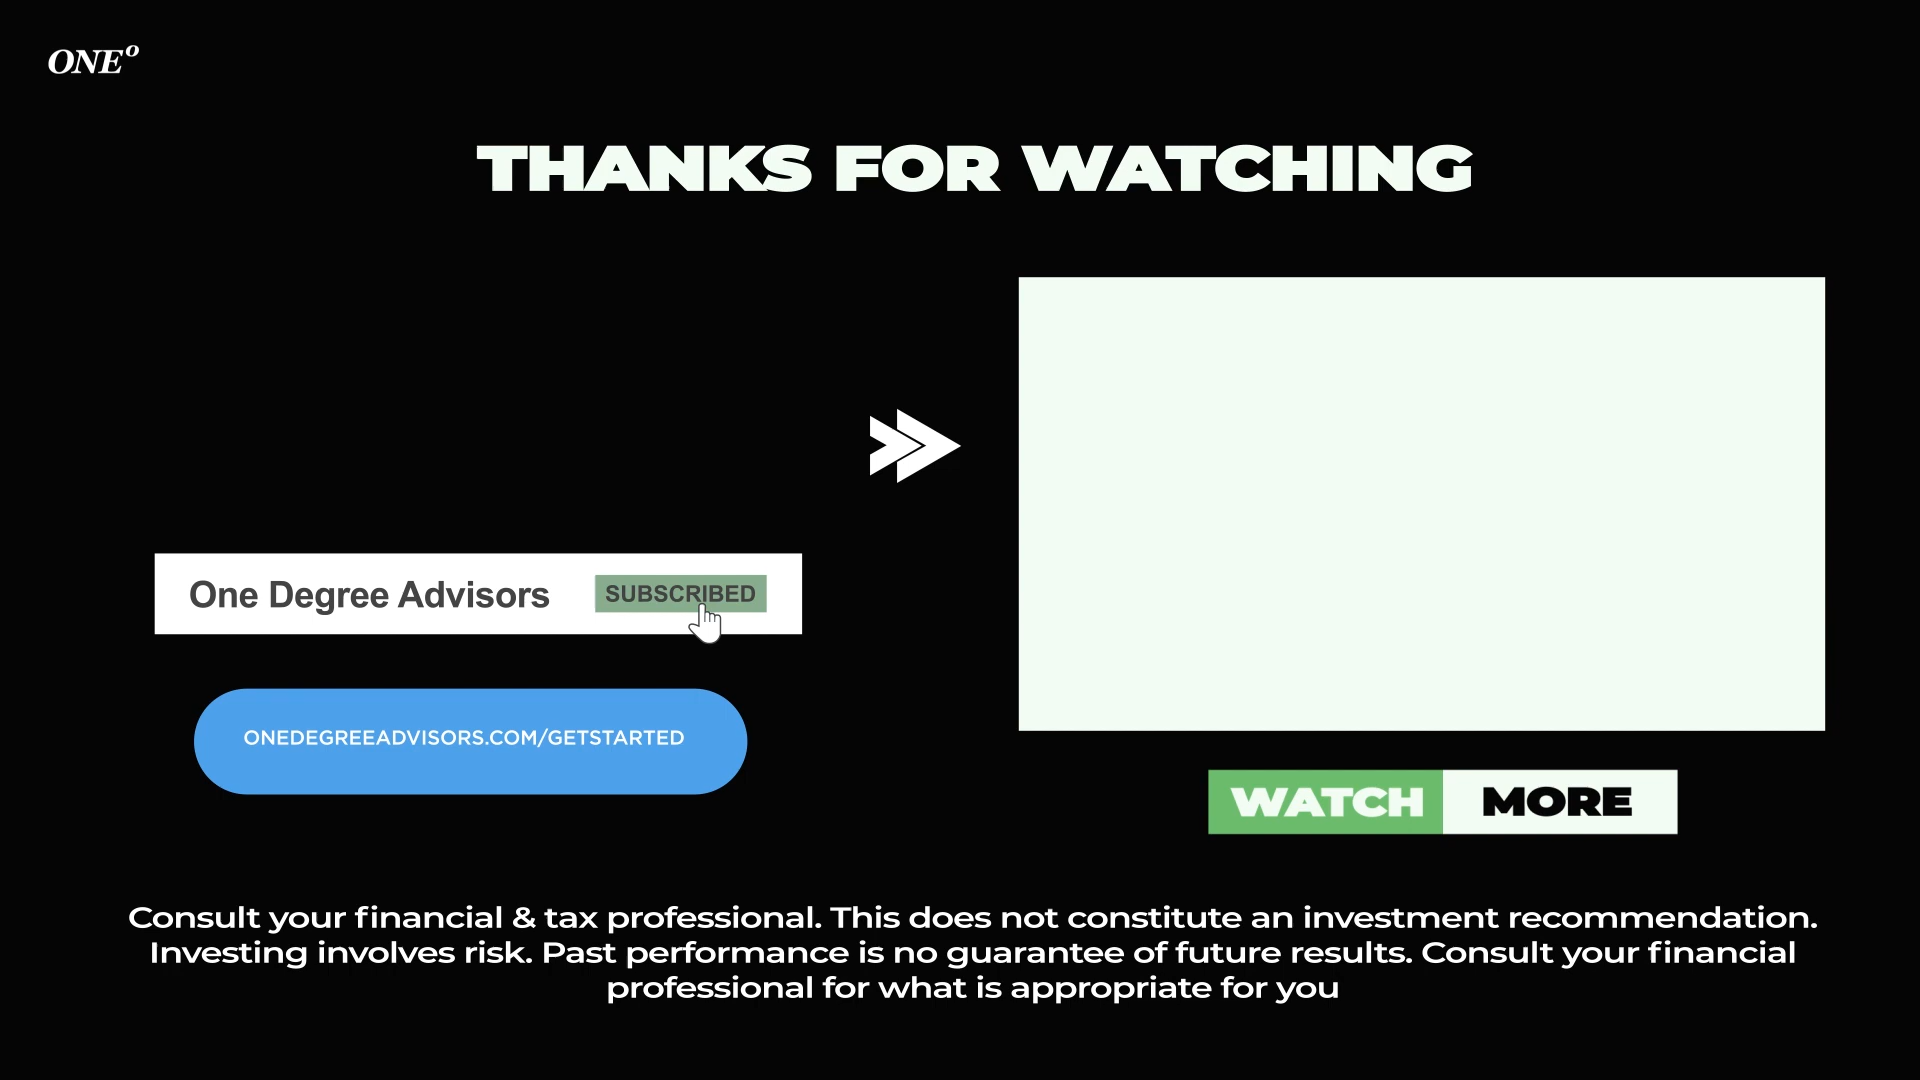 ONEº
THANKS FOR WATCHING
One Degree Advisors SUBSCRIBED
ONEDEGREEADVISORS.COM/GETSTARTED
WATCH MORE
Consult your financial & tax professional. This does not constitute an investment recommendation.
Investing involves risk. Past performance is no guarantee of future results. Consult your financial
professional for what is appropriate for you